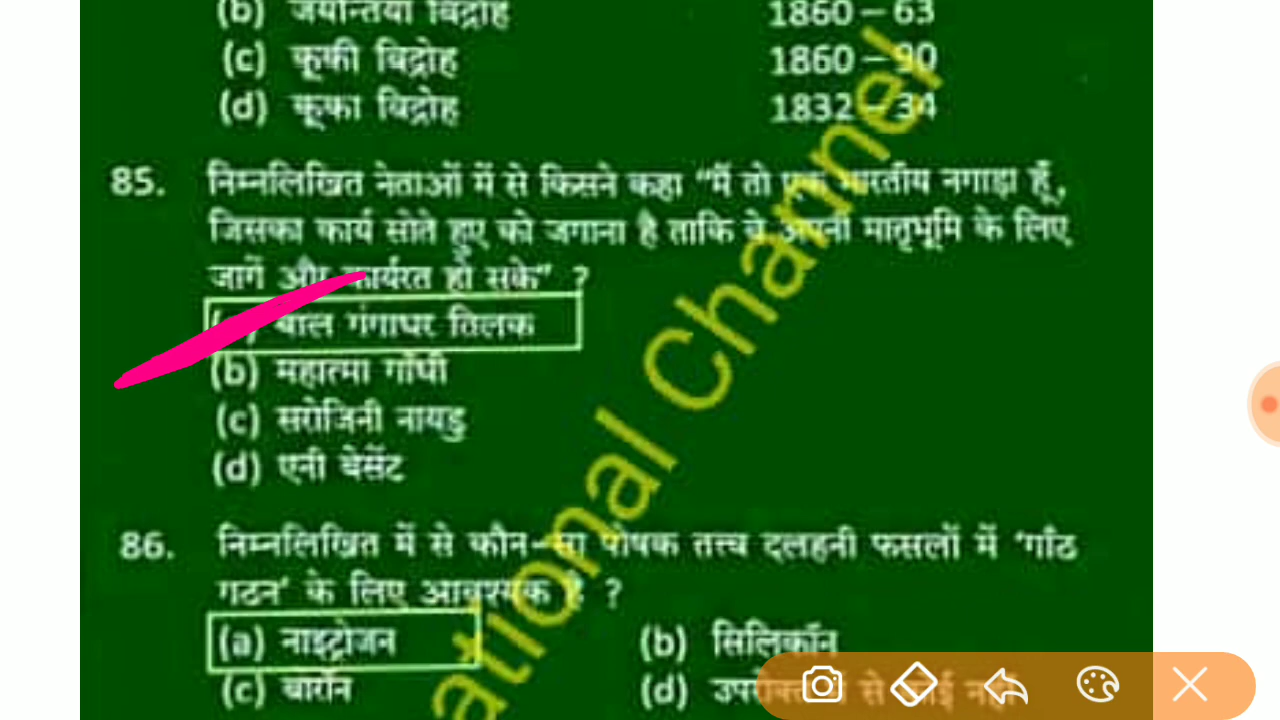 (b) जयन्तिया विद्रोह 1860 – 63
(c) कूकी विद्रोह 1860 – 90
(d) कूका विद्रोह 1832 – 34
85. निम्नलिखित नेताओं में से किसने कहा “मैं तो एक भारतीय नगाड़ा हूँ,
जिसका कार्य सोते हुए को जगाना है ताकि वे अपनी मातृभूमि के लिए
जागें और कार्यरत हो सके” ?
बाल गंगाधर तिलक
(b) महात्मा गाँधी
(c) सरोजिनी नायडु
(d) एनी बेसेंट
86. निम्नलिखित में से कौन-सा पोषक तत्त्व दलहनी फसलों में ‘गाँठ
गठन’ के लिए आवश्यक है ?
(a) नाइट्रोजन (b) सिलिकॉन
(c) बोरॉन (d) उपरोक्त में से कोई नहीं
ational Channel